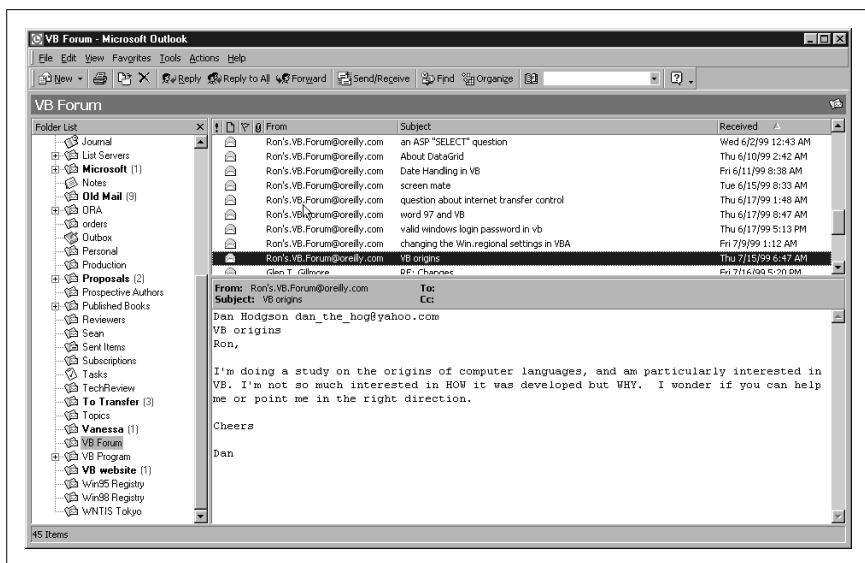 VB Forum - Microsoft Outlook
File Edit View Favorites Tools Actions Help
New Reply Reply to All Forward Send/Receive Find Organize
VB Forum
Folder List
Journal
List Servers
Microsoft (1)
Notes
Old Mail (9)
ORA
orders
Outbox
Personal
Production
Proposals (2)
Prospective Authors
Published Books
Reviewers
Sean
Sent Items
Subscriptions
Tasks
TechReview
To Transfer (3)
Topics
Vanessa (1)
VB Forum
VB Program
VB website (1)
Win95 Registry
Win98 Registry
WNTIS Tokyo
From Subject Received
Ron's.VB.Forum@oreilly.com an ASP "SELECT" question Wed 6/2/99 12:43 AM
Ron's.VB.Forum@oreilly.com About DataGrid Thu 6/10/99 2:42 AM
Ron's.VB.Forum@oreilly.com Date Handling in VB Fri 6/11/99 8:38 AM
Ron's.VB.Forum@oreilly.com screen mate Tue 6/15/99 8:33 AM
Ron's.VB.Forum@oreilly.com question about internet transfer control Thu 6/17/99 1:48 AM
Ron's.VB.Forum@oreilly.com word 97 and VB Thu 6/17/99 8:47 AM
Ron's.VB.Forum@oreilly.com valid windows login password in vb Thu 6/17/99 5:13 PM
Ron's.VB.Forum@oreilly.com changing the Win.regional settings in VBA Fri 7/9/99 1:12 AM
Ron's.VB.Forum@oreilly.com VB origins Thu 7/15/99 6:47 AM
Glen T. Gillmore RE: Changes Fri 7/16/99 5:20 PM
From: Ron's.VB.Forum@oreilly.com To:
Subject: VB origins Cc:
Dan Hodgson dan_the_hog@yahoo.com
VB origins
Ron,
I'm doing a study on the origins of computer languages, and am particularly interested in
VB. I'm not so much interested in HOW it was developed but WHY. I wonder if you can help
me or point me in the right direction.
Cheers
Dan
45 Items